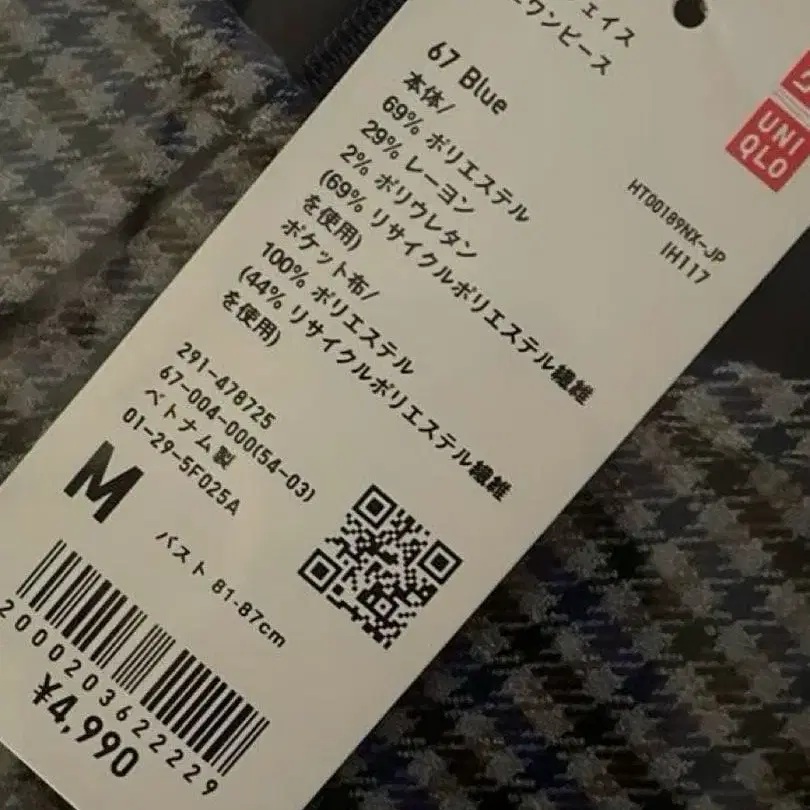 ェイス
ワンピース
67 Blue
本体/
69% ポリエステル
29% レーヨン
2% ポリウレタン
(69% リサイクルポリエステル繊維
を使用)
ポケット布/
100% ポリエステル
(44% リサイクルポリエステル繊維
を使用)
UNI
QLO
HT00189NX-JP
IH117
291-478725
67-004-000(54-03)
ベトナム製
01-29-5F025A
M
バスト 81-87cm
2000203622229
¥4,990